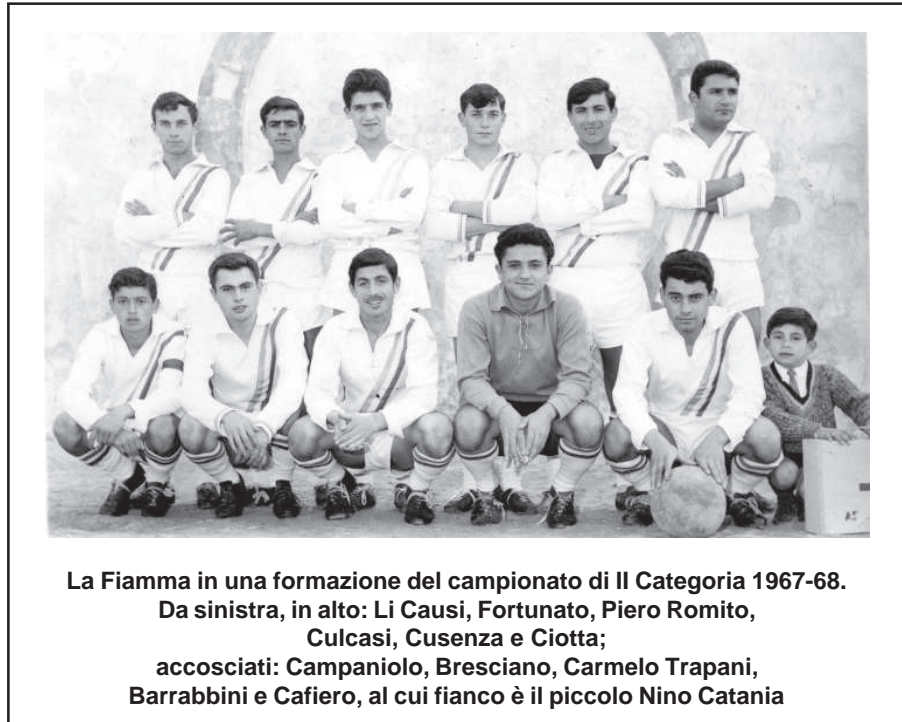 La Fiamma in una formazione del campionato di II Categoria 1967-68.
Da sinistra, in alto: Li Causi, Fortunato, Piero Romito,
Culcasi, Cusenza e Ciotta;
accosciati: Campaniolo, Bresciano, Carmelo Trapani,
Barrabbini e Cafiero, al cui fianco è il piccolo Nino Catania